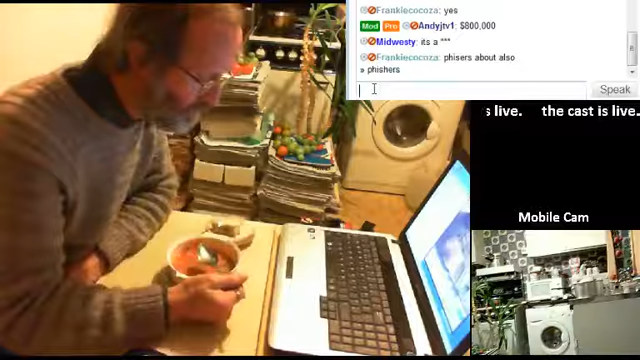 Frankiecocoza: yes
Mod Pro Andyjtv1: $800,000
Midwesty: its a ***
Frankiecocoza: phisers about also
» phishers
Speak
s live. the cast is live.
Mobile Cam